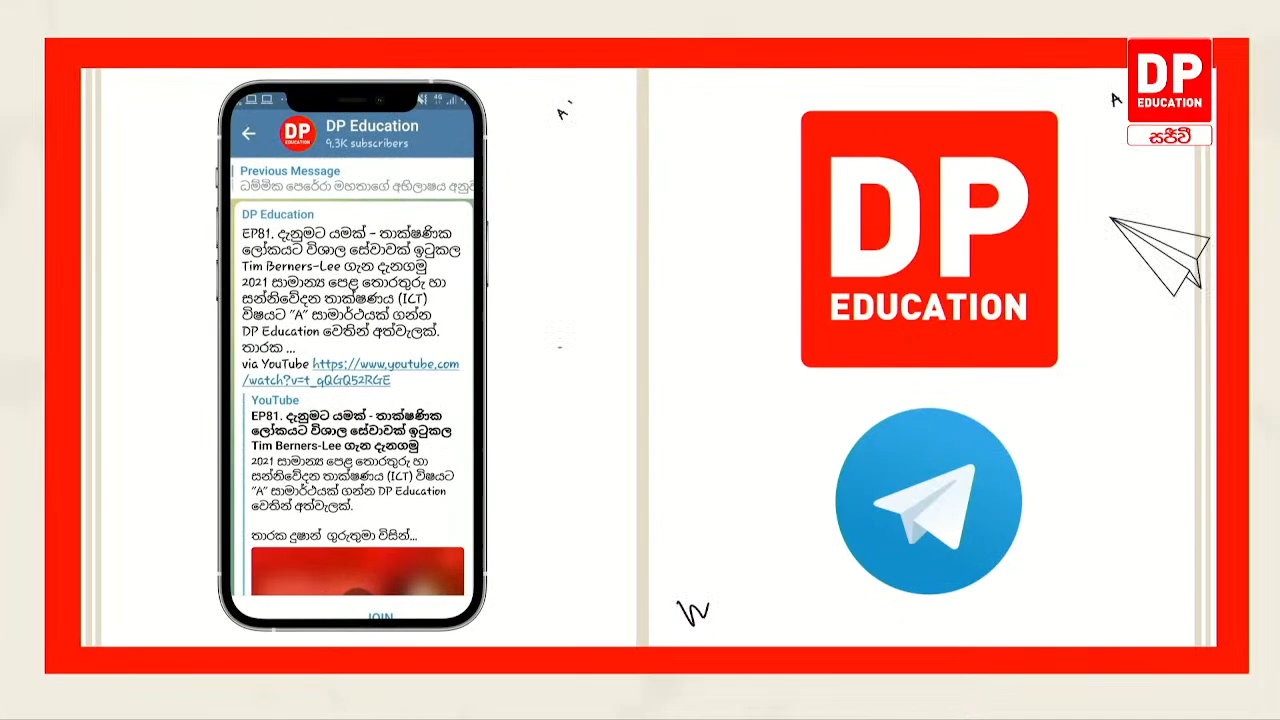 DP Education
9.3K subscribers
Previous Message
ධම්මික පෙරේරා මහතාගේ අභිලාෂය
DP Education
EP81. දැනුමට යමක් - තාක්ෂණික
ලෝකයට විශාල සේවාවක් ඉටුකල
Tim Berners-Lee ගැන දැනගමු
2021 සාමාන්‍ය පෙළ තොරතුරු හා
සන්නිවේදන තාක්ෂණය (ICT)
විෂයට "A" සාමාර්ථයක් ගන්න
DP Education වෙතින් අත්වැලක්.
තාරක ...
via YouTube https://www.youtube.com
/watch?v=t_qQGQ52RGE
YouTube
EP81. දැනුමට යමක් - තාක්ෂණික
ලෝකයට විශාල සේවාවක් ඉටුකල
Tim Berners-Lee ගැන දැනගමු
2021 සාමාන්‍ය පෙළ තොරතුරු හා
සන්නිවේදන තාක්ෂණය (ICT) විෂයට
"A" සාමාර්ථයක් ගන්න DP Education
වෙතින් අත්වැලක්.
තාරක දුෂාන් ගුරුතුමා විසින්...
JOIN
DP
EDUCATION
DP
EDUCATION
සජීවී